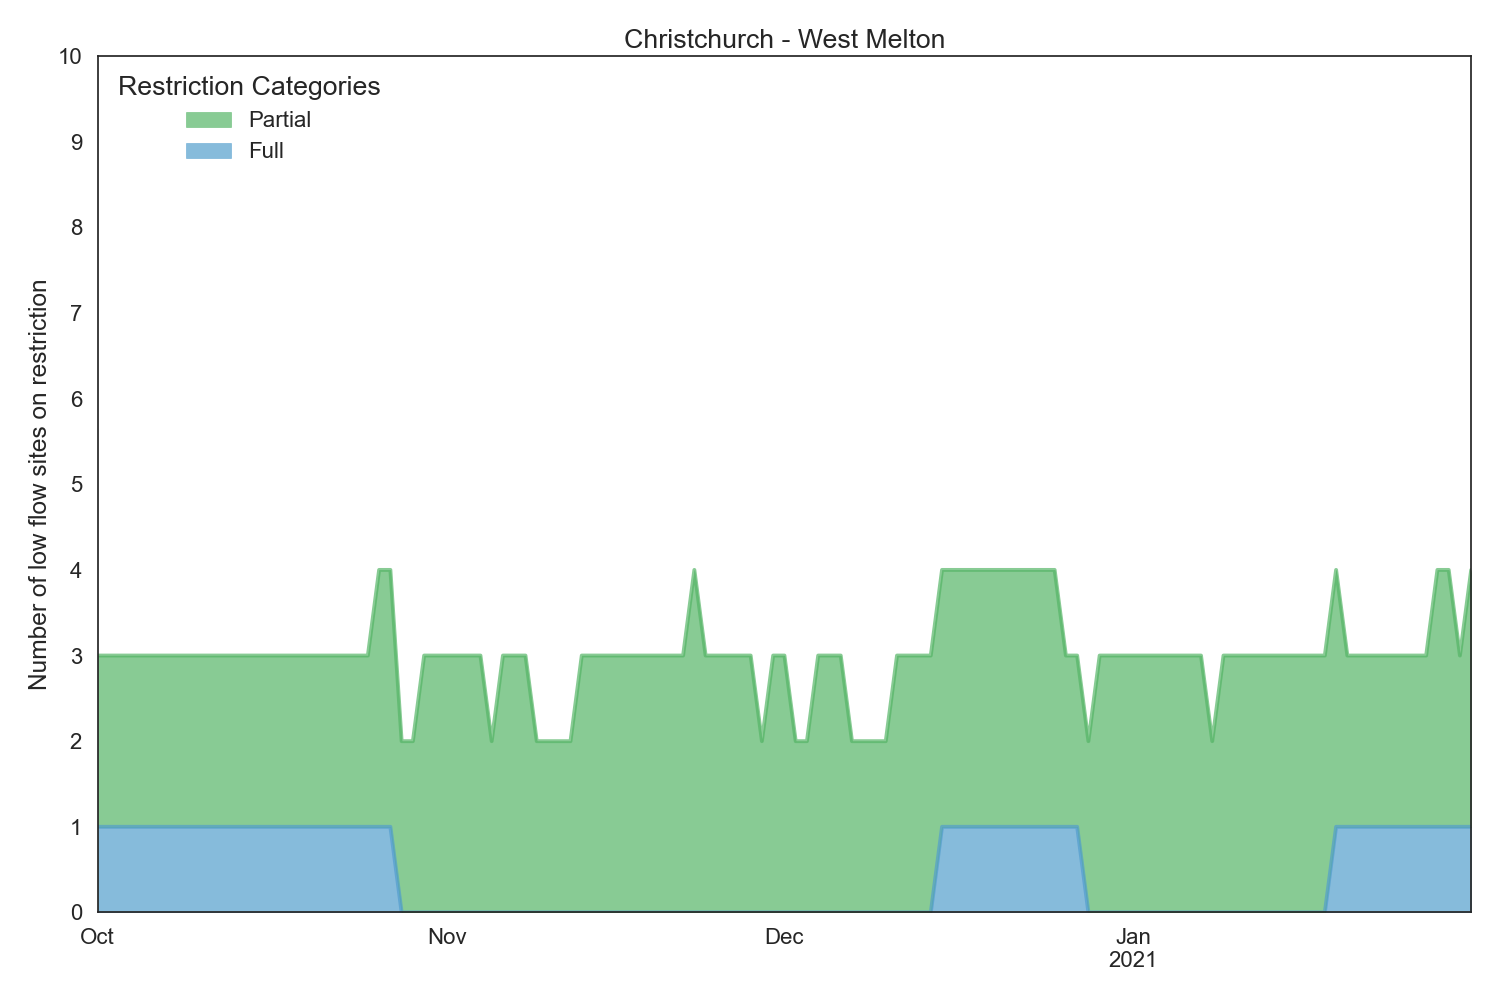 Christchurch - West Melton
Restriction Categories
Partial
Full
Number of low flow sites on restriction
10
9
8
7
6
5
4
3
2
1
0
Oct
Nov
Dec
Jan
2021